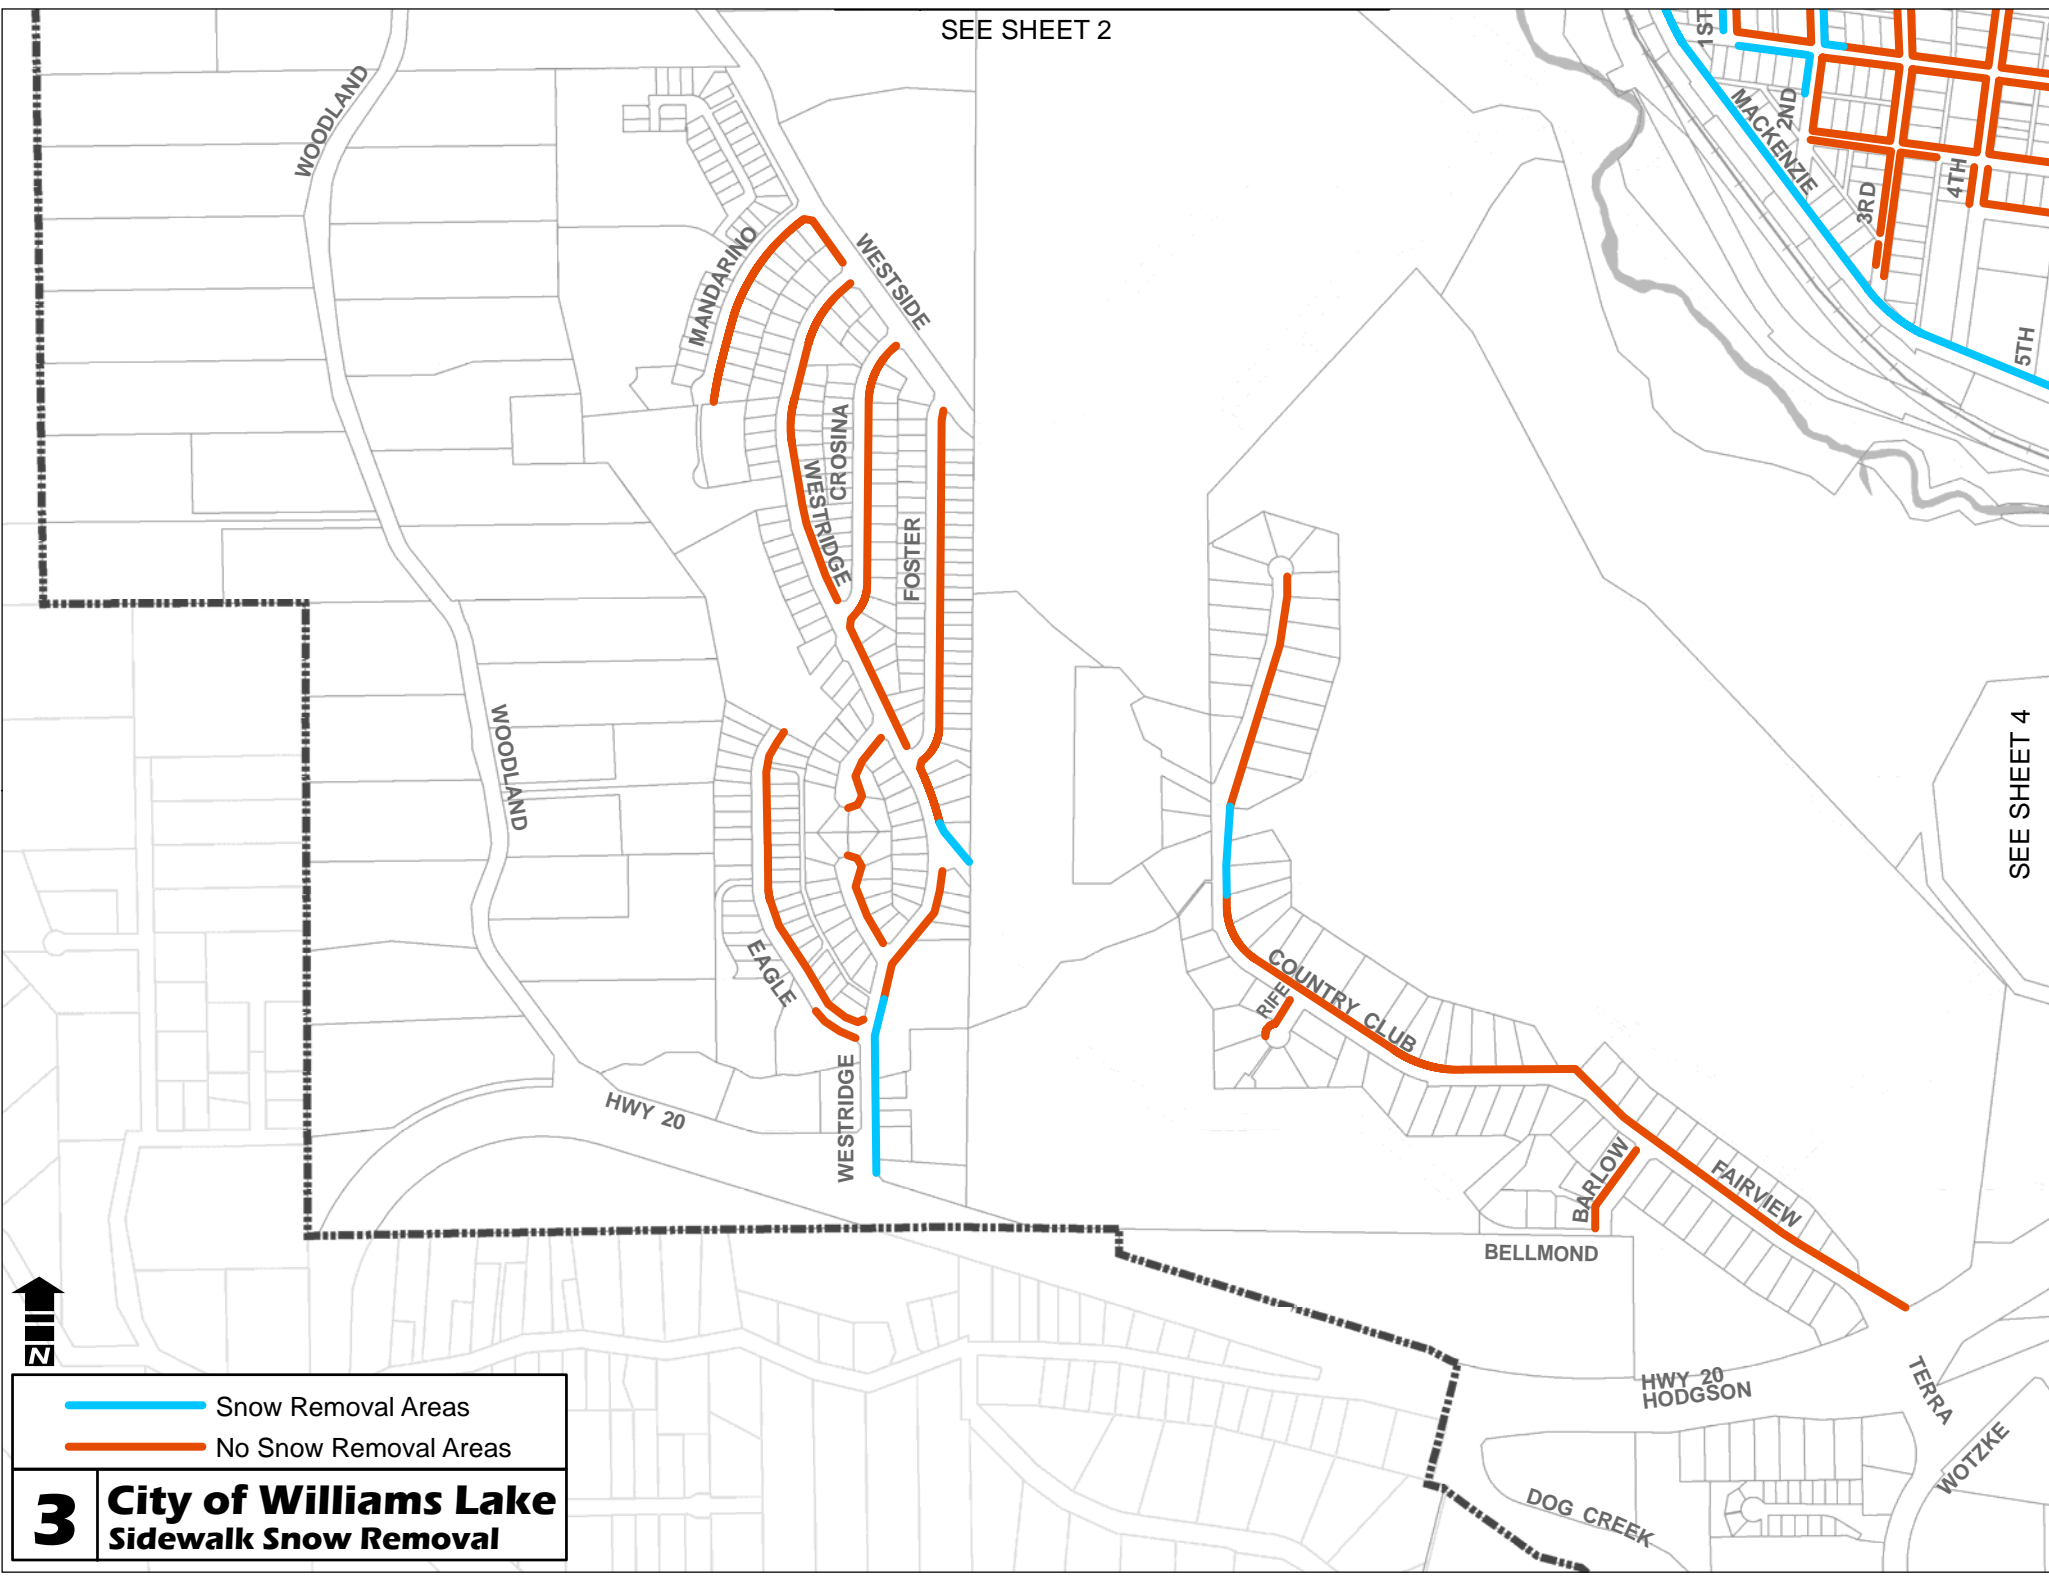 SEE SHEET 2
1ST
WOODLAND
MACKENZIE
2ND
3RD
4TH
5TH
MANDARINO
WESTSIDE
CROSINA
WESTRIDGE
FOSTER
WOODLAND
SEE SHEET 4
EAGLE
COUNTRY CLUB
RIFE
WESTRIDGE
HWY 20
BARLOW
FAIRVIEW
BELLMOND
HWY 20
HODGSON
TERRA
WOTZKE
DOG CREEK
N
Snow Removal Areas
No Snow Removal Areas
3
City of Williams Lake
Sidewalk Snow Removal